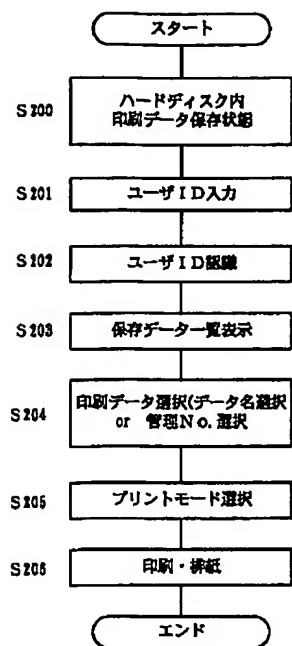 スタート
S200
ハードディスク内
印刷データ保存状態
S201
ユーザID入力
S202
ユーザID認識
S203
保存データ一覧表示
S204
印刷データ選択(データ名選択
or 管理No.選択
S205
プリントモード選択
S206
印刷・排紙
エンド